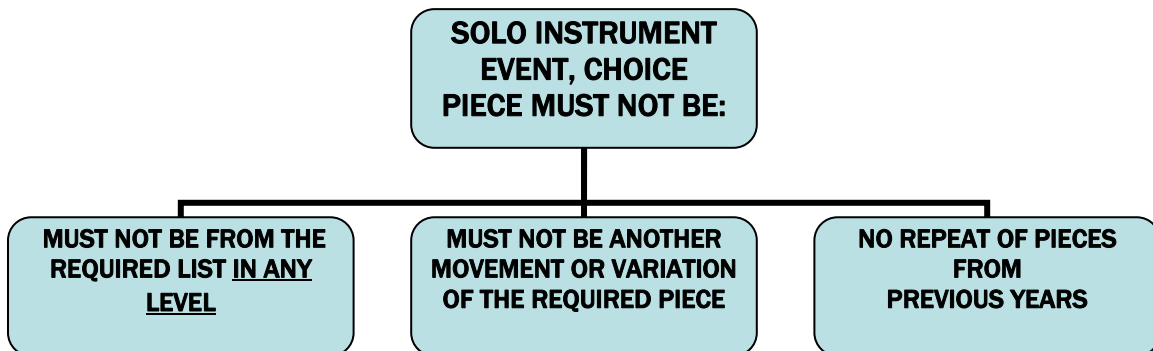 SOLO INSTRUMENT
EVENT, CHOICE
PIECE MUST NOT BE:
MUST NOT BE FROM THE
REQUIRED LIST IN ANY
LEVEL
MUST NOT BE ANOTHER
MOVEMENT OR VARIATION
OF THE REQUIRED PIECE
NO REPEAT OF PIECES
FROM
PREVIOUS YEARS